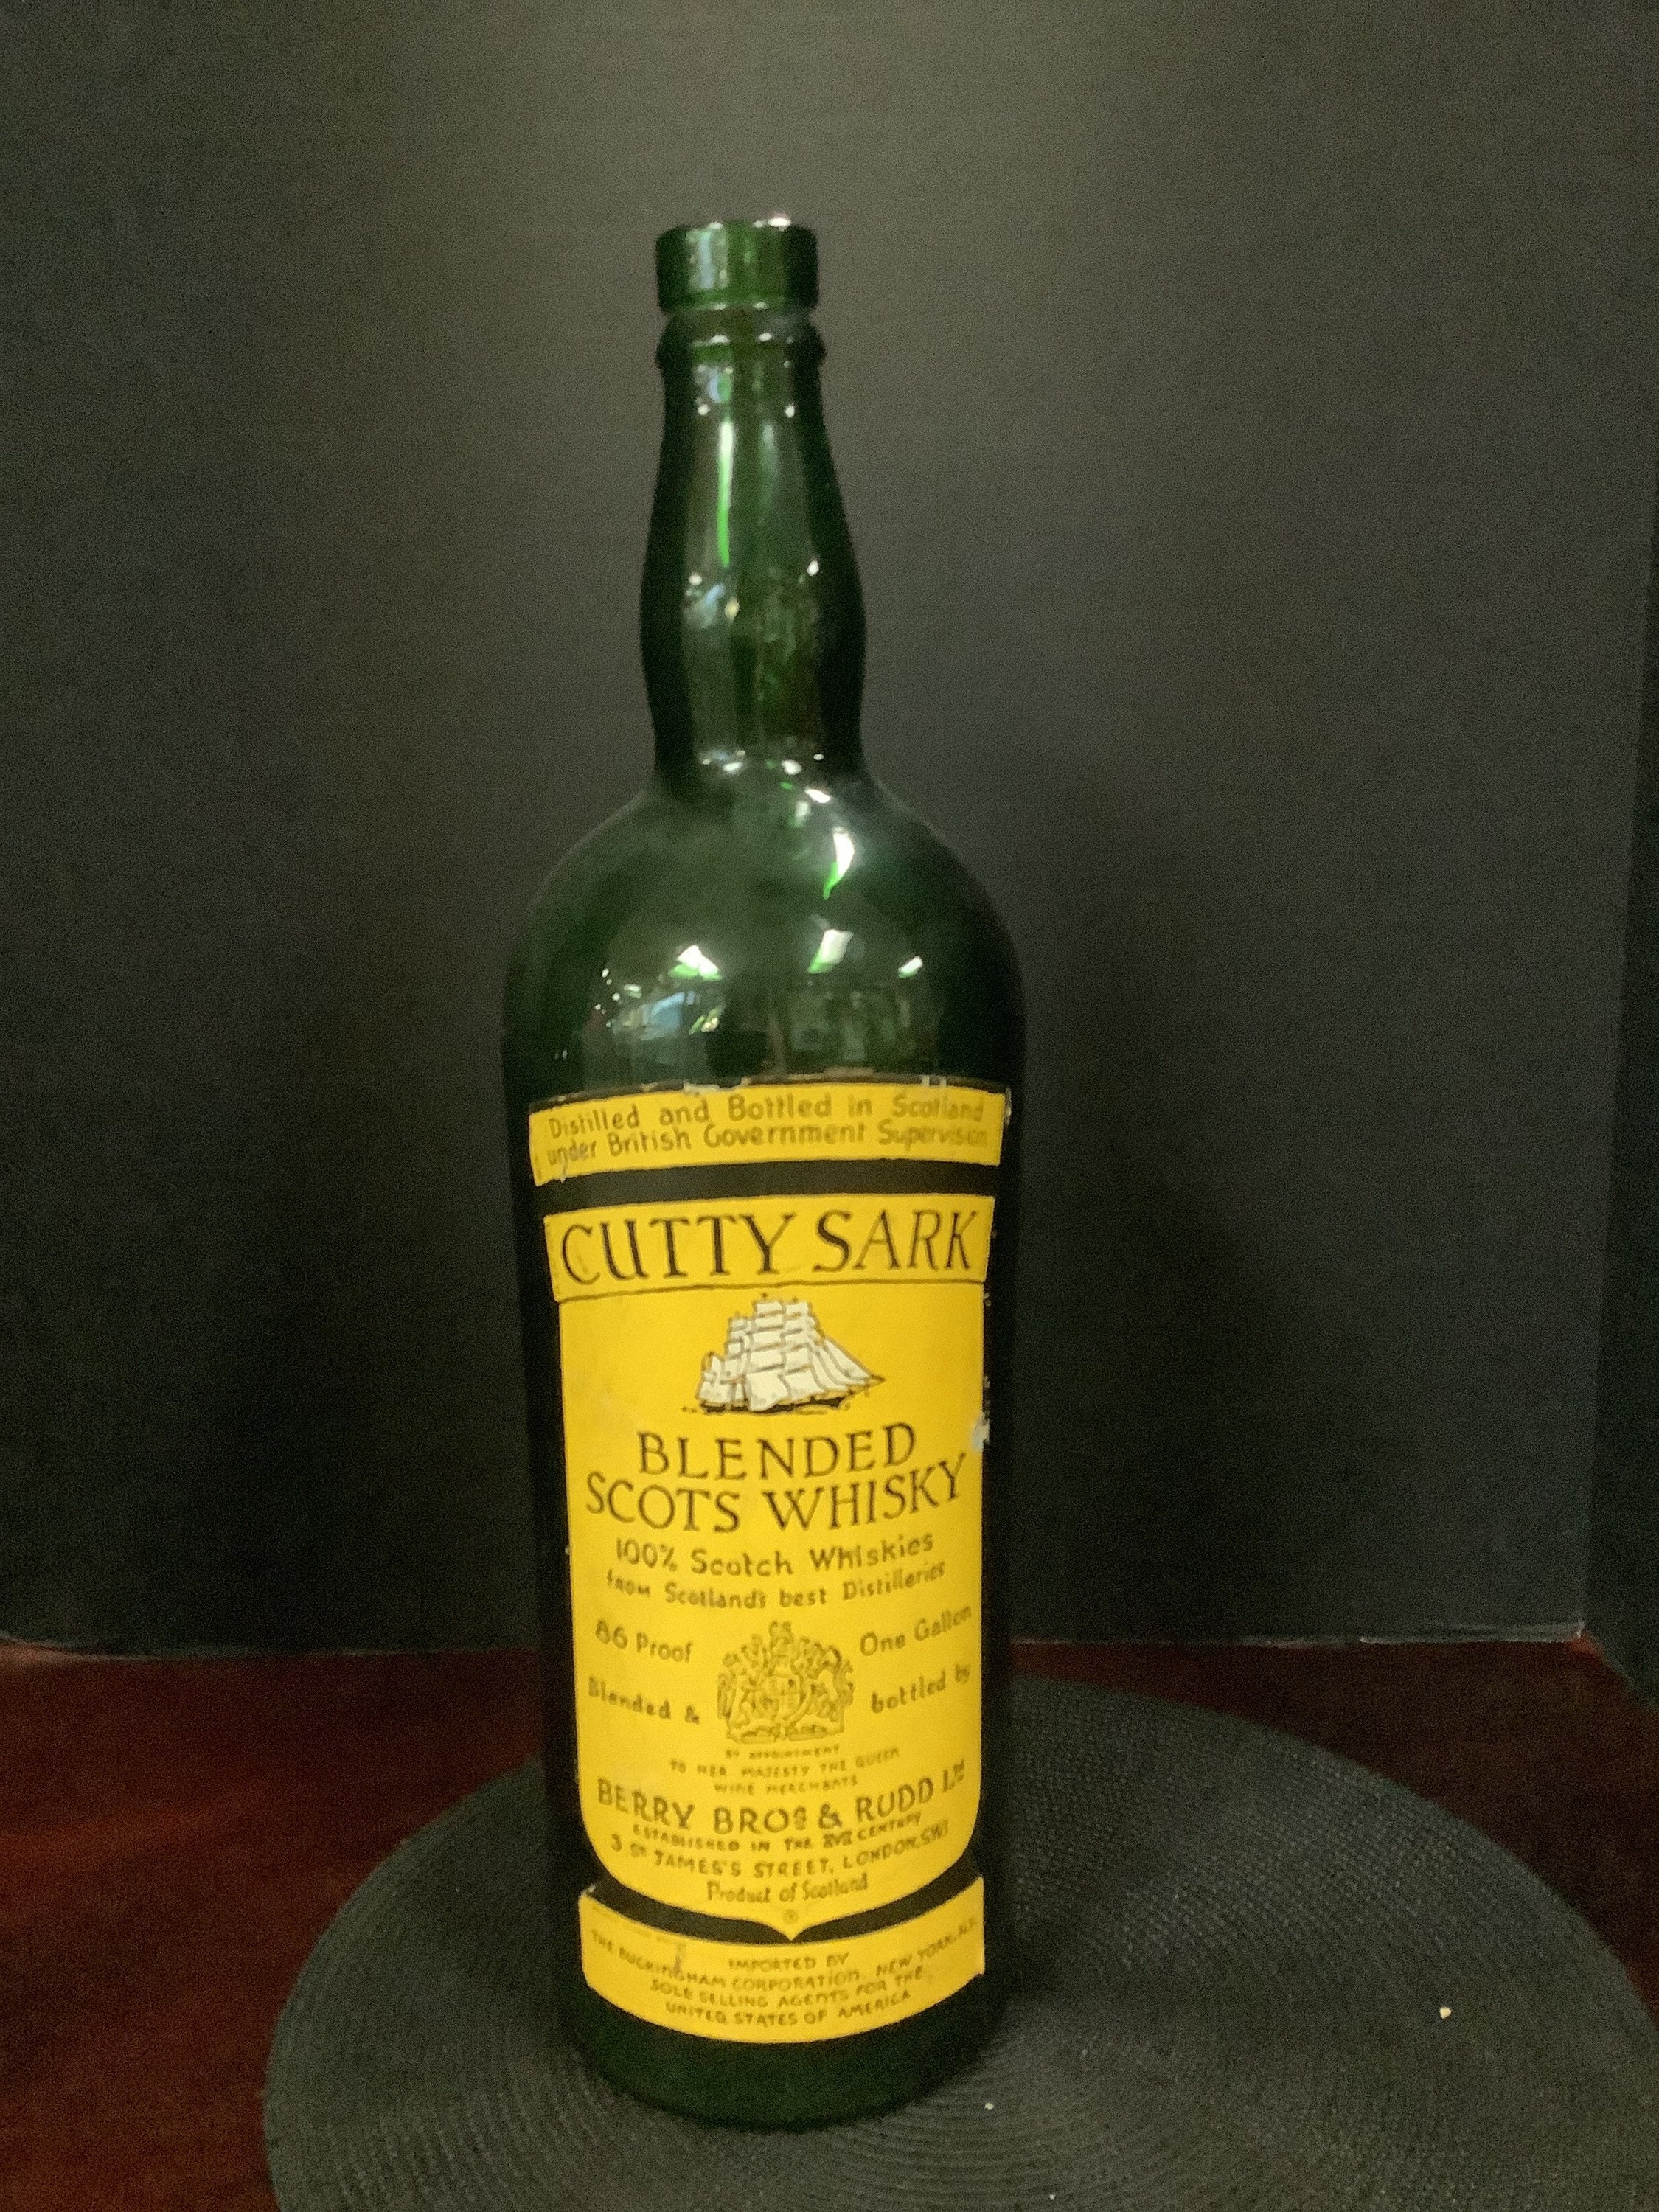 Distilled and Bottled in Scotland
under British Government Supervision
CUTTY SARK
BLENDED
SCOTS WHISKY
100% Scotch Whiskies
from Scotland's best Distilleries
86 Proof
One Gallon
Blended &
bottled by
BY APPOINTMENT
TO HER MAJESTY THE QUEEN
WINE MERCHANTS
BERRY BROS & RUDD LTD
ESTABLISHED IN THE XVII CENTURY
3, ST JAMES'S STREET, LONDON, SW1
Product of Scotland
®
IMPORTED BY
THE BUCKINGHAM CORPORATION, NEW YORK, N.Y.
SOLE SELLING AGENTS FOR THE
UNITED STATES OF AMERICA